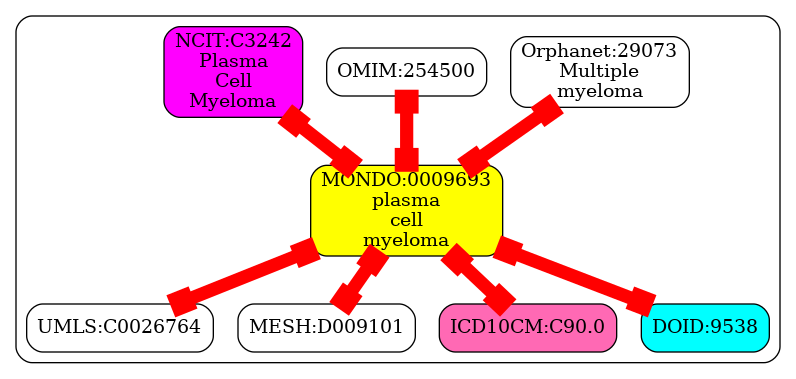 NCIT:C3242
Plasma
Cell
Myeloma
OMIM:254500
Orphanet:29073
Multiple
myeloma
MONDO:0009693
plasma
cell
myeloma
UMLS:C0026764
MESH:D009101
ICD10CM:C90.0
DOID:9538